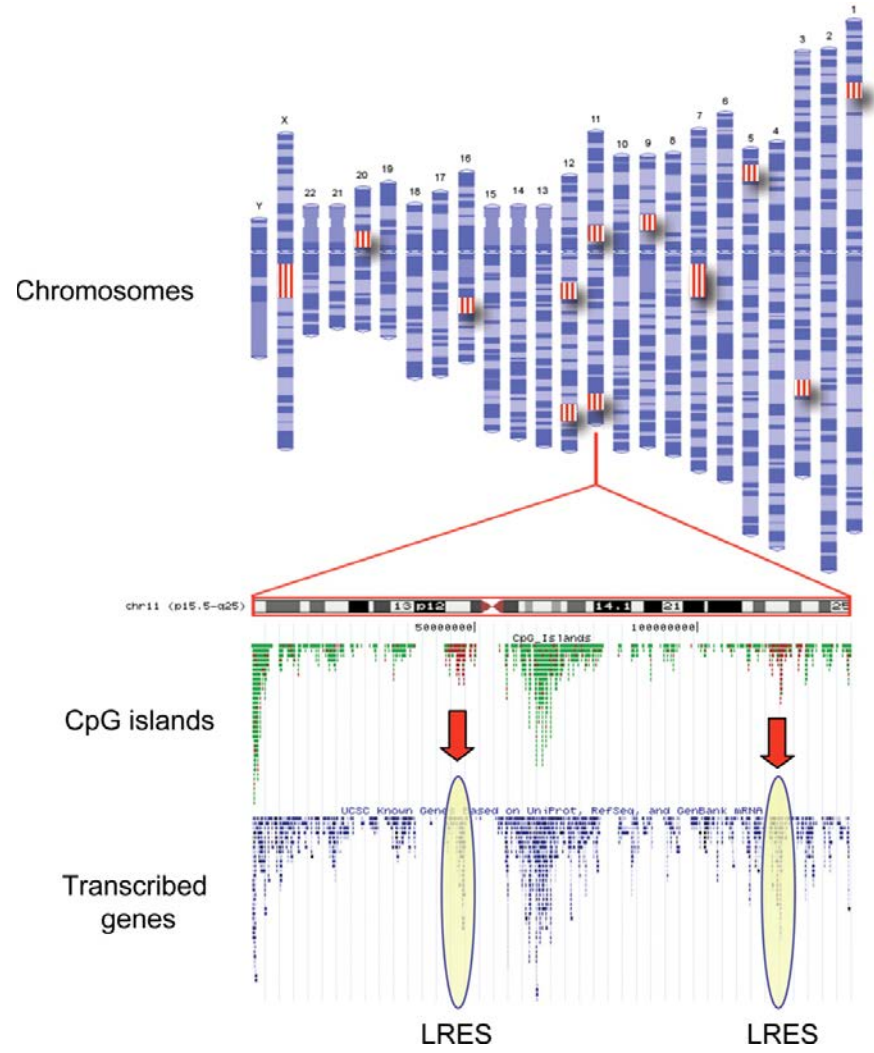 1
2
3
4
5
6
7
8
9
10
11
12
13
14
15
16
17
18
19
20
21
22
X
Y
Chromosomes
chr11 (p15.5-q25)
13
p12
14.1
21
25
50000000|
100000000|
CpG_Islands
CpG islands
UCSC Known Genes Based on UniProt, RefSeq, and GenBank mRNA
Transcribed
genes
LRES
LRES